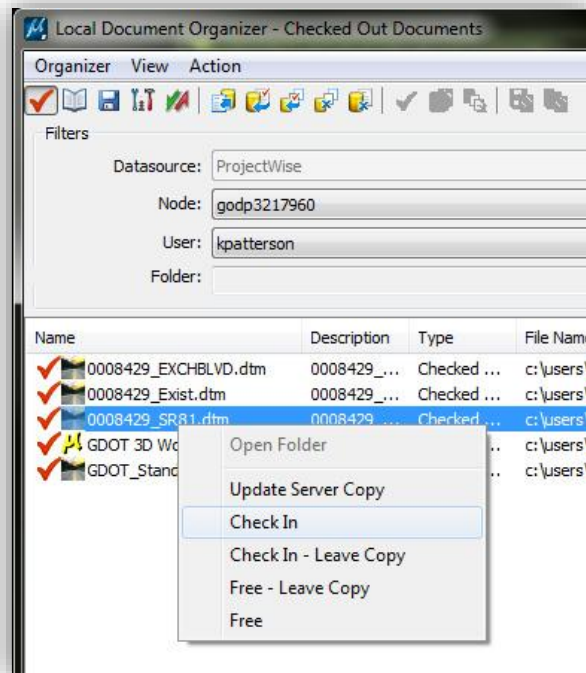 Local Document Organizer - Checked Out Documents
Organizer View Action
Filters
Datasource: ProjectWise
Node: godp3217960
User: kpatterson
Folder:
Name Description Type File Nam
0008429_EXCHBLVD.dtm 0008429_... Checked ... c:\users\
0008429_Exist.dtm 0008429_... Checked ... c:\users\
0008429_SR81.dtm 0008429_... Checked ... c:\users\
GDOT 3D Wo .. c:\users\
GDOT_Stand .. c:\users\
Open Folder
Update Server Copy
Check In
Check In - Leave Copy
Free - Leave Copy
Free